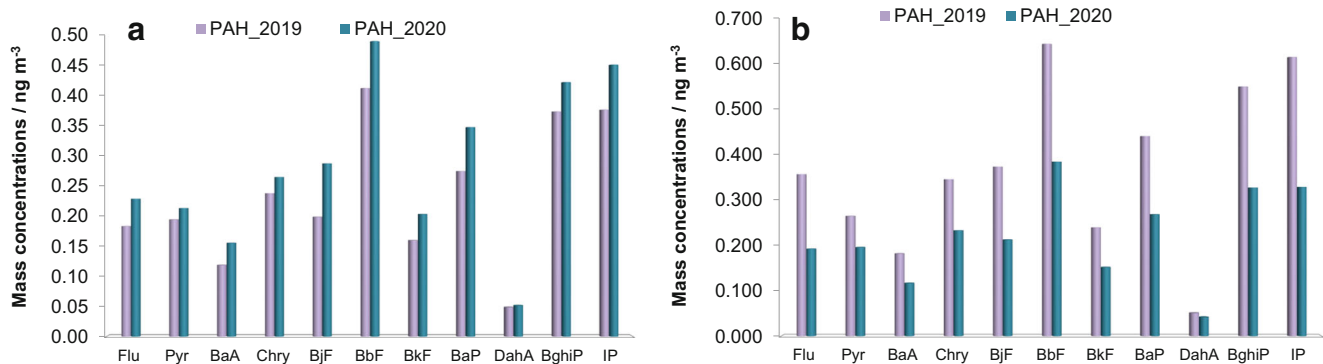 a
PAH_2019 PAH_2020
Mass concentrations / ng m⁻³
0.50
0.45
0.40
0.35
0.30
0.25
0.20
0.15
0.10
0.05
0.00
Flu Pyr BaA Chry BjF BbF BkF BaP DahA BghiP IP
b
PAH_2019 PAH_2020
Mass concentrations / ng m⁻³
0.700
0.600
0.500
0.400
0.300
0.200
0.100
0.000
Flu Pyr BaA Chry BjF BbF BkF BaP DahA BghiP IP